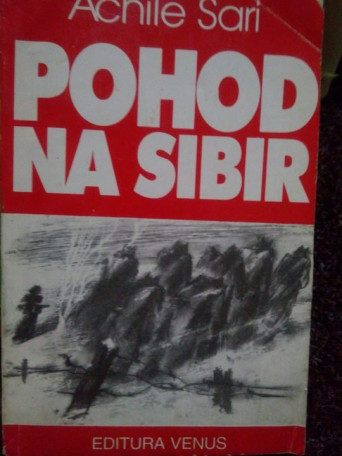 Achile Sari
POHOD
NA SIBIR
EDITURA VENUS